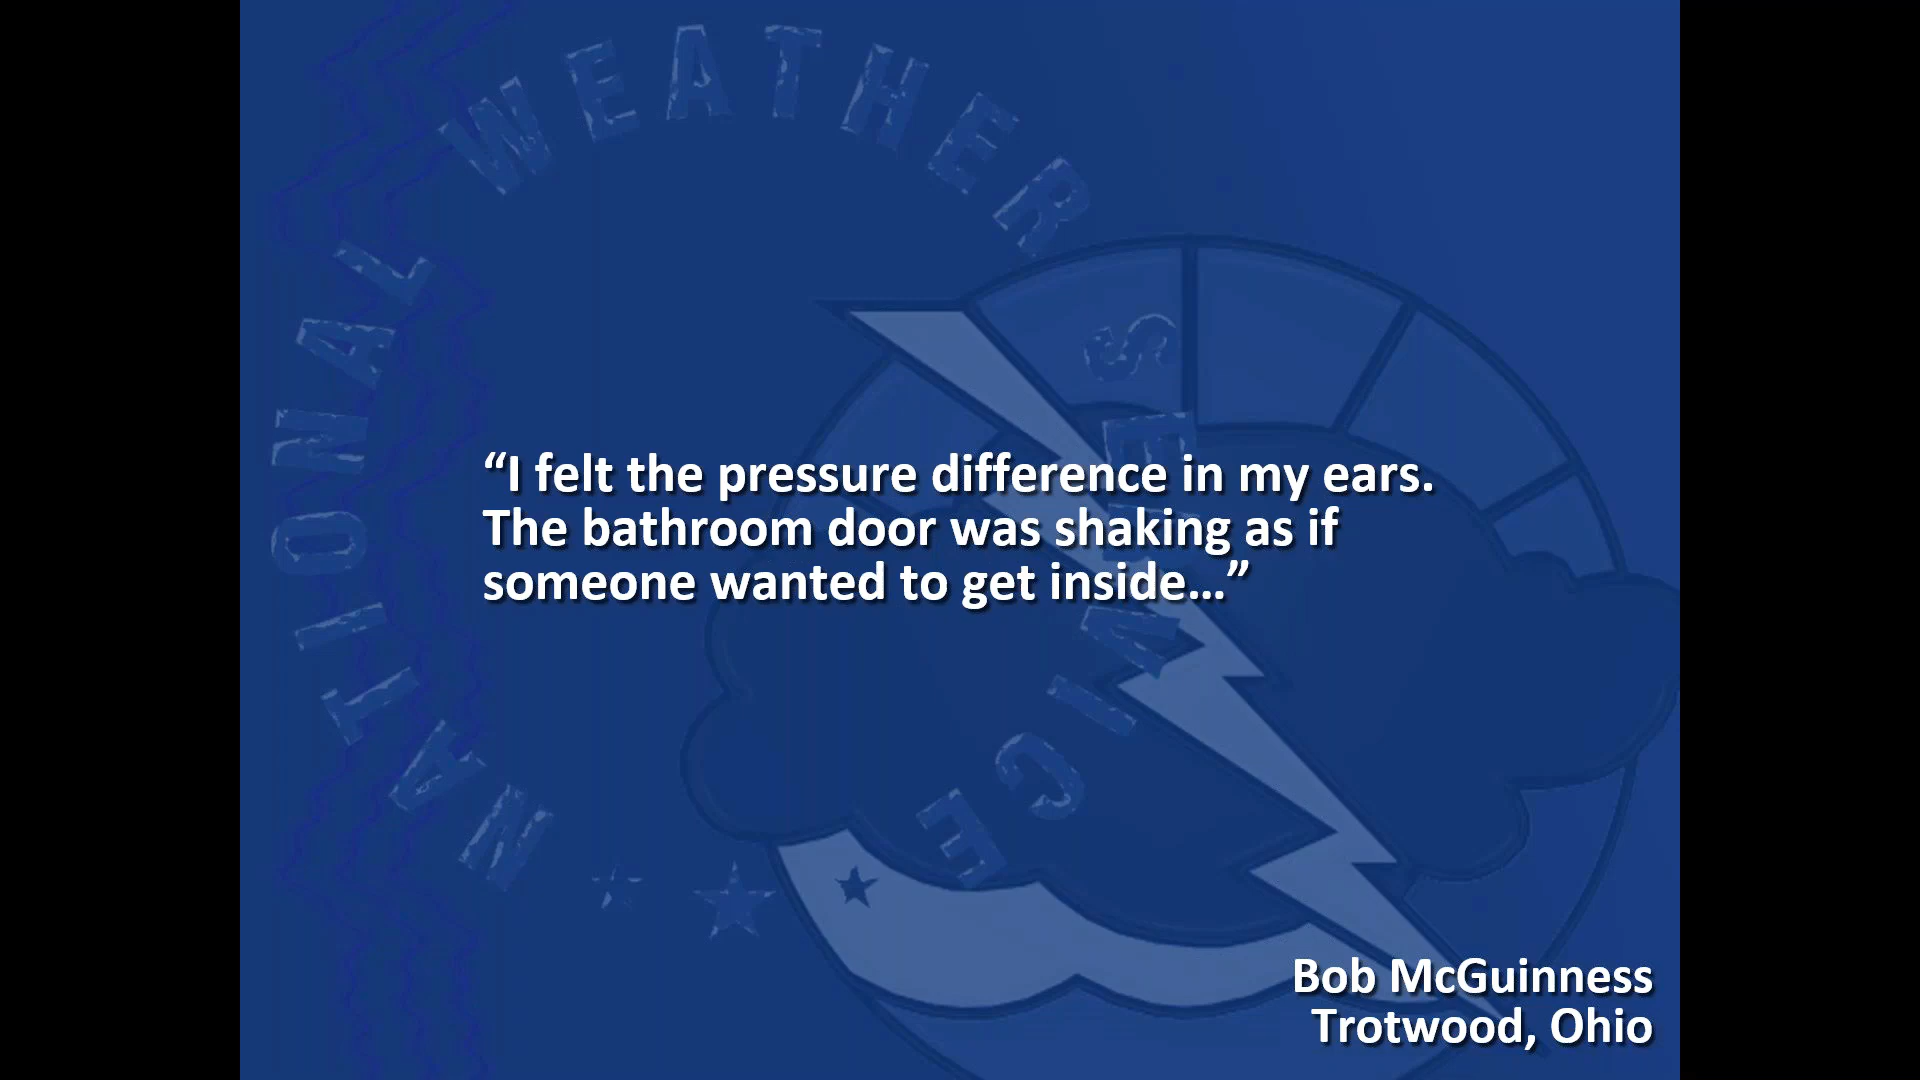 NATIONAL WEATHER SERVICE
“I felt the pressure difference in my ears.
The bathroom door was shaking as if
someone wanted to get inside…”
Bob McGuinness
Trotwood, Ohio